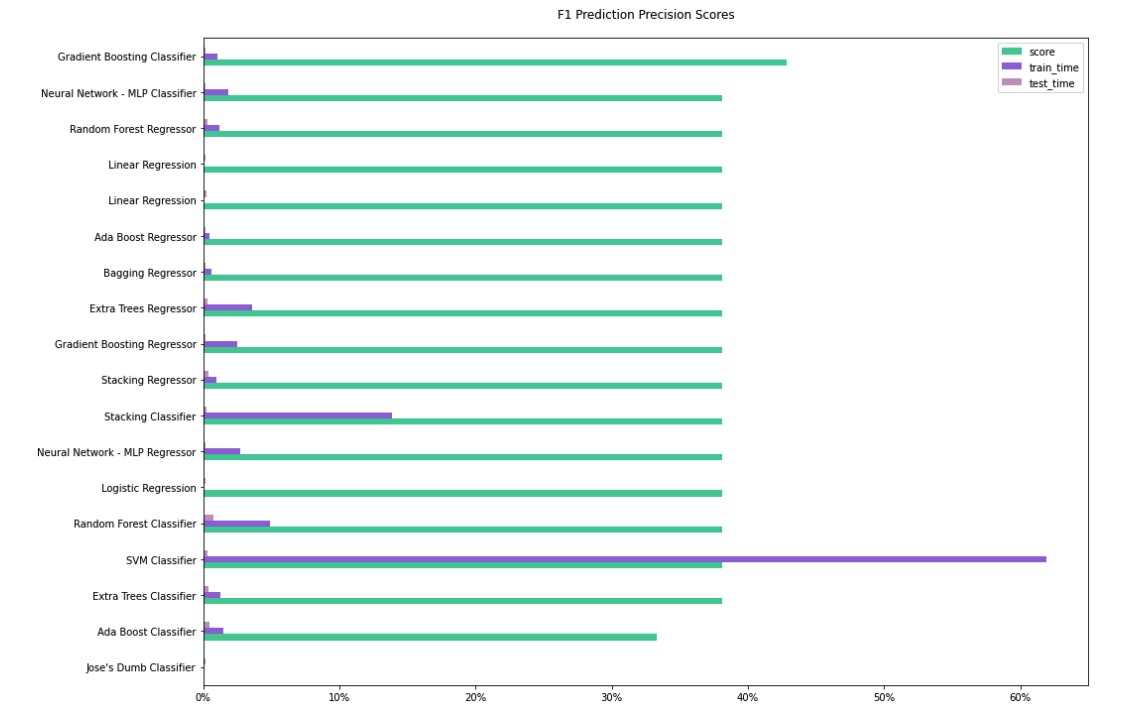 F1 Prediction Precision Scores
score
train_time
test_time
Gradient Boosting Classifier
Neural Network - MLP Classifier
Random Forest Regressor
Linear Regression
Linear Regression
Ada Boost Regressor
Bagging Regressor
Extra Trees Regressor
Gradient Boosting Regressor
Stacking Regressor
Stacking Classifier
Neural Network - MLP Regressor
Logistic Regression
Random Forest Classifier
SVM Classifier
Extra Trees Classifier
Ada Boost Classifier
Jose's Dumb Classifier
0% 10% 20% 30% 40% 50% 60%